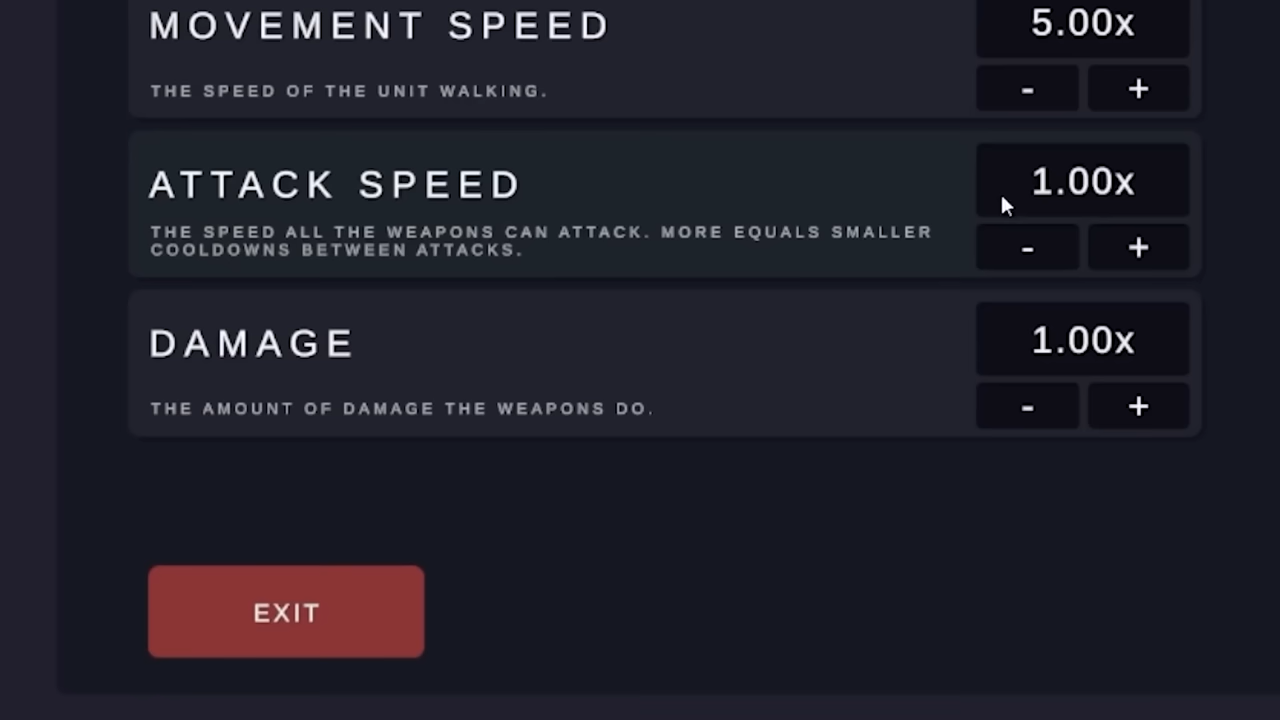 MOVEMENT SPEED
5.00x
THE SPEED OF THE UNIT WALKING.
- +
ATTACK SPEED
1.00x
THE SPEED ALL THE WEAPONS CAN ATTACK. MORE EQUALS SMALLER
COOLDOWNS BETWEEN ATTACKS.
- +
DAMAGE
1.00x
THE AMOUNT OF DAMAGE THE WEAPONS DO.
- +
EXIT